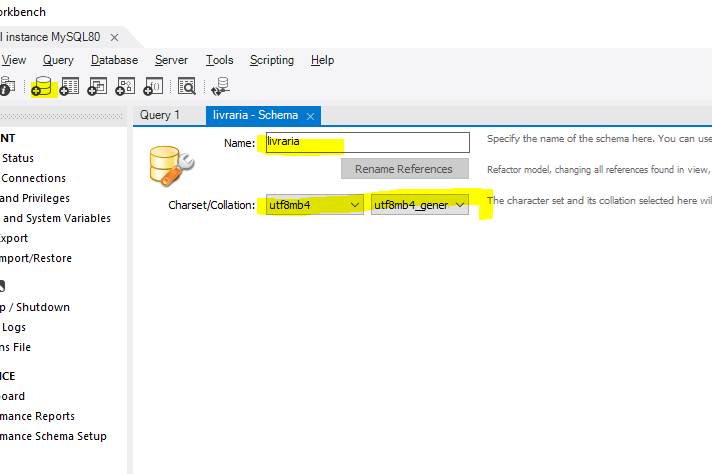 orkbench
l instance MySQL80
View Query Database Server Tools Scripting Help
Query 1
livraria - Schema
NT
Status
Connections
and Privileges
and System Variables
xport
mport/Restore
p / Shutdown
Logs
ns File
NCE
oard
mance Reports
mance Schema Setup
Name: livraria
Specify the name of the schema here. You can use
Rename References
Refactor model, changing all references found in view,
Charset/Collation: utf8mb4 utf8mb4_gener
The character set and its collation selected here wil